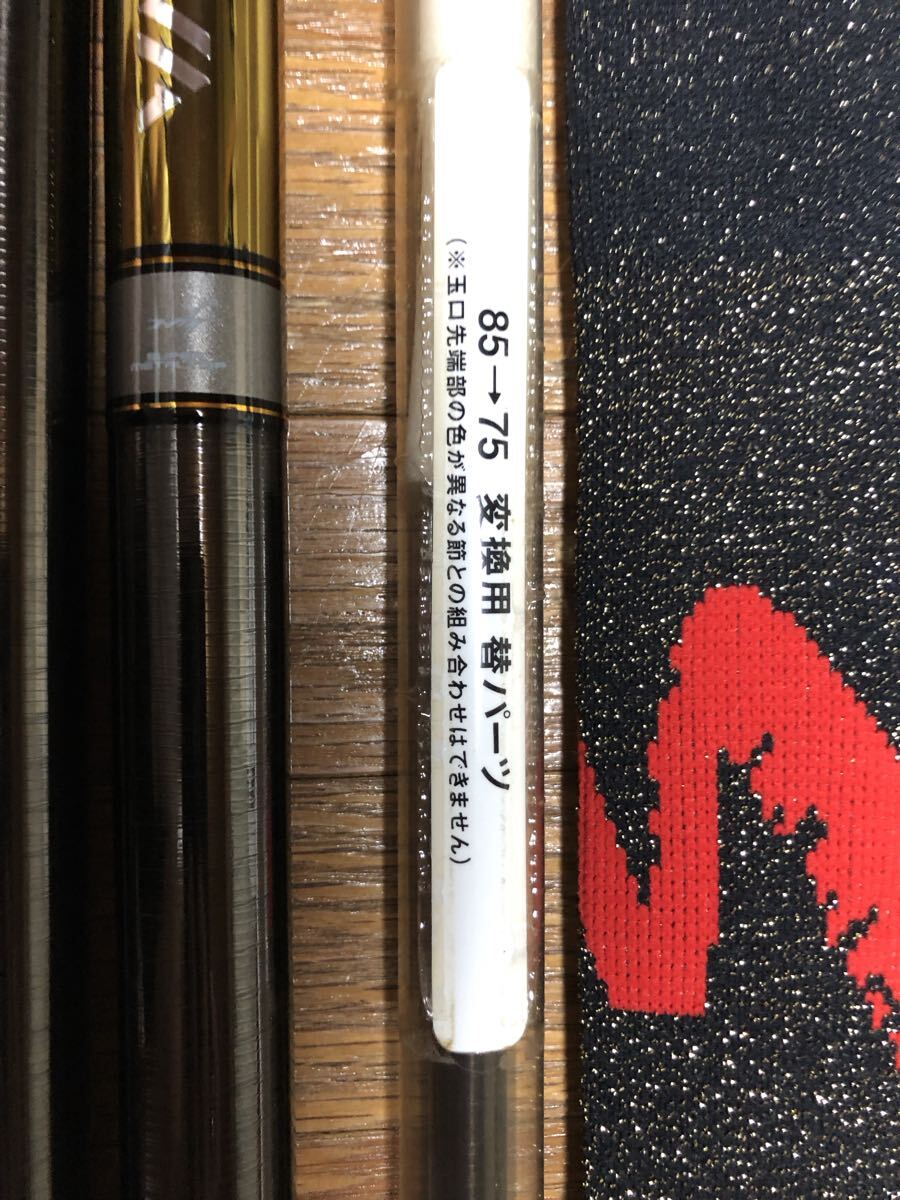 85→75 変換用 替パーツ
(※玉口先端部の色が異なる節との組み合わせはできません)